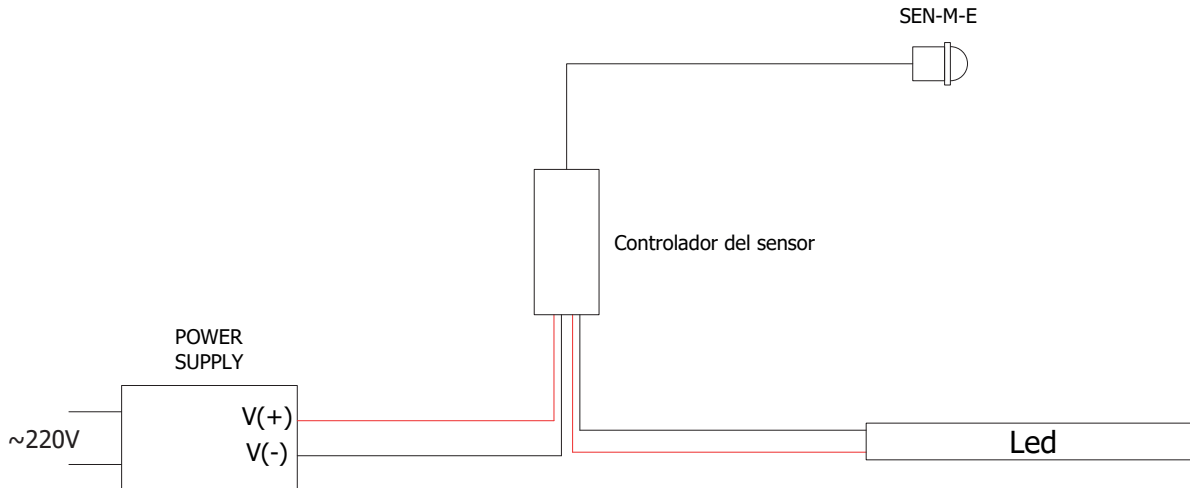 SEN-M-E
Controlador del sensor
POWER
SUPPLY
V(+)
~220V
V(-)
Led